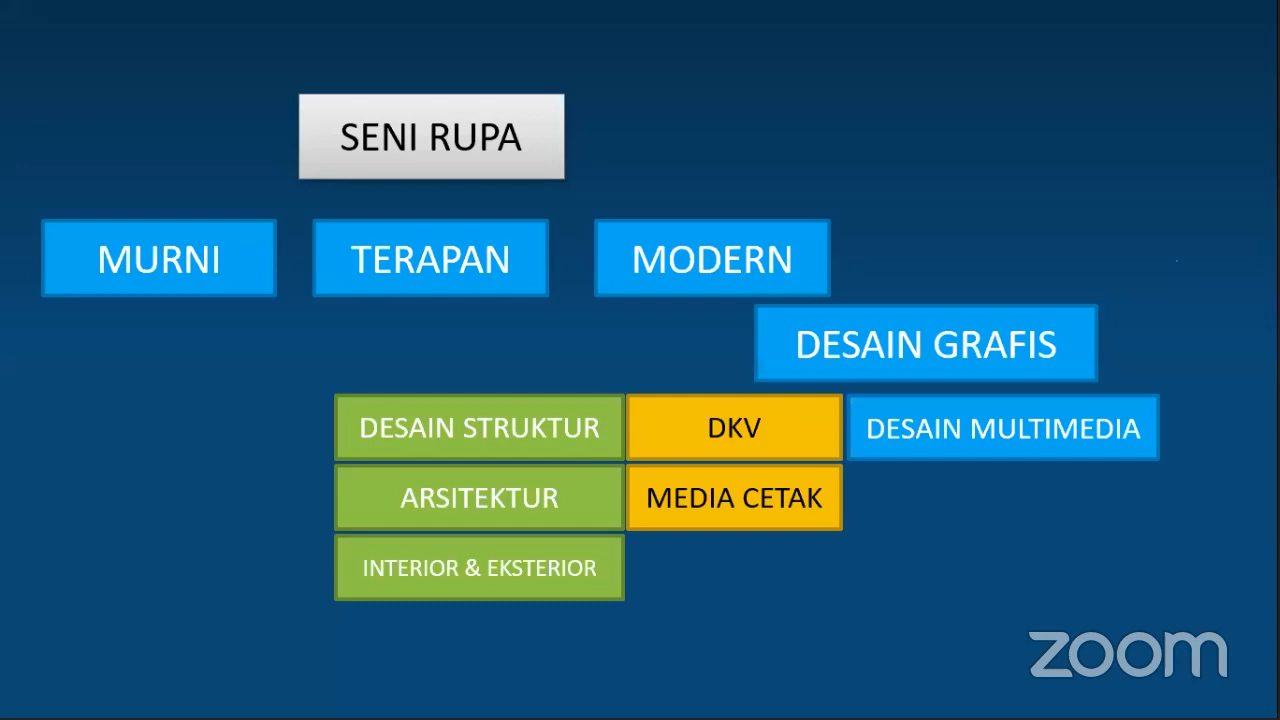 SENI RUPA
MURNI
TERAPAN
MODERN
DESAIN GRAFIS
DESAIN STRUKTUR
DKV
DESAIN MULTIMEDIA
ARSITEKTUR
MEDIA CETAK
INTERIOR & EKSTERIOR
zoom